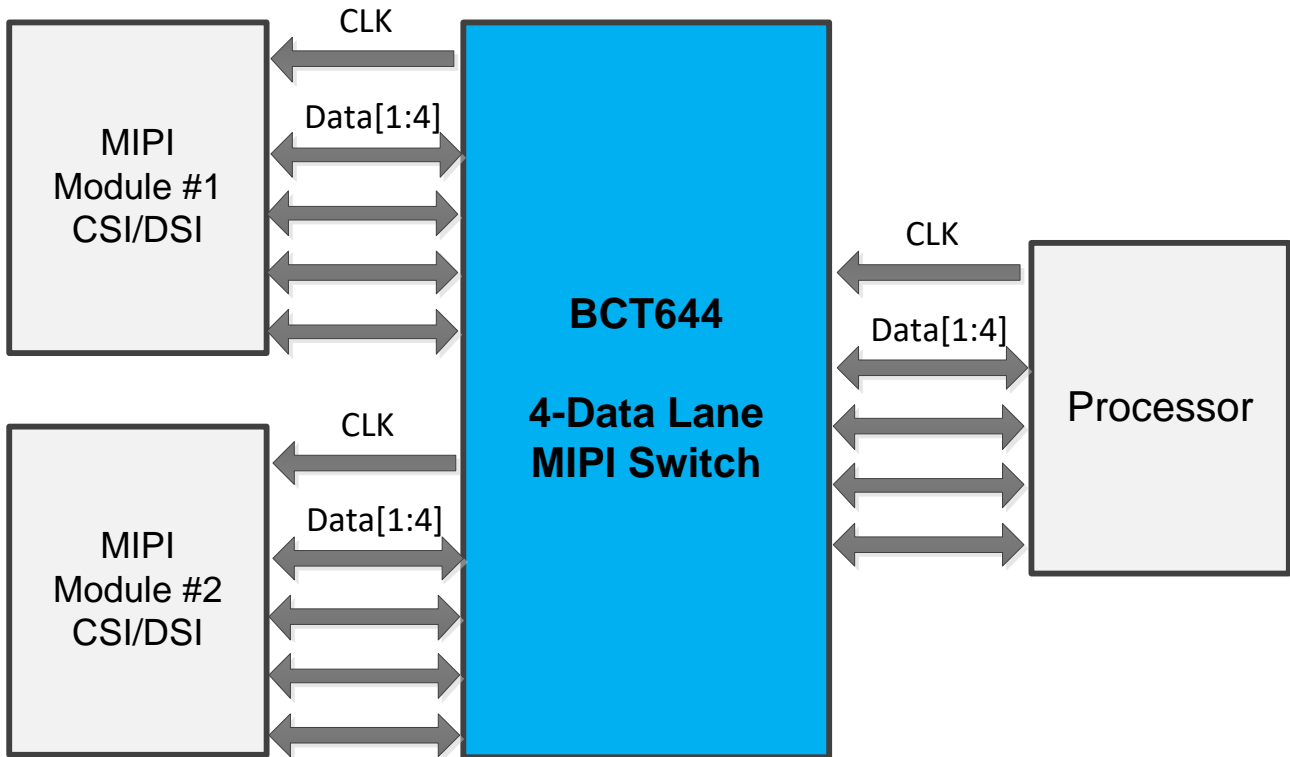 CLK
Data[1:4]
MIPI
Module #1
CSI/DSI
CLK
Data[1:4]
MIPI
Module #2
CSI/DSI
BCT644
4-Data Lane
MIPI Switch
CLK
Data[1:4]
Processor